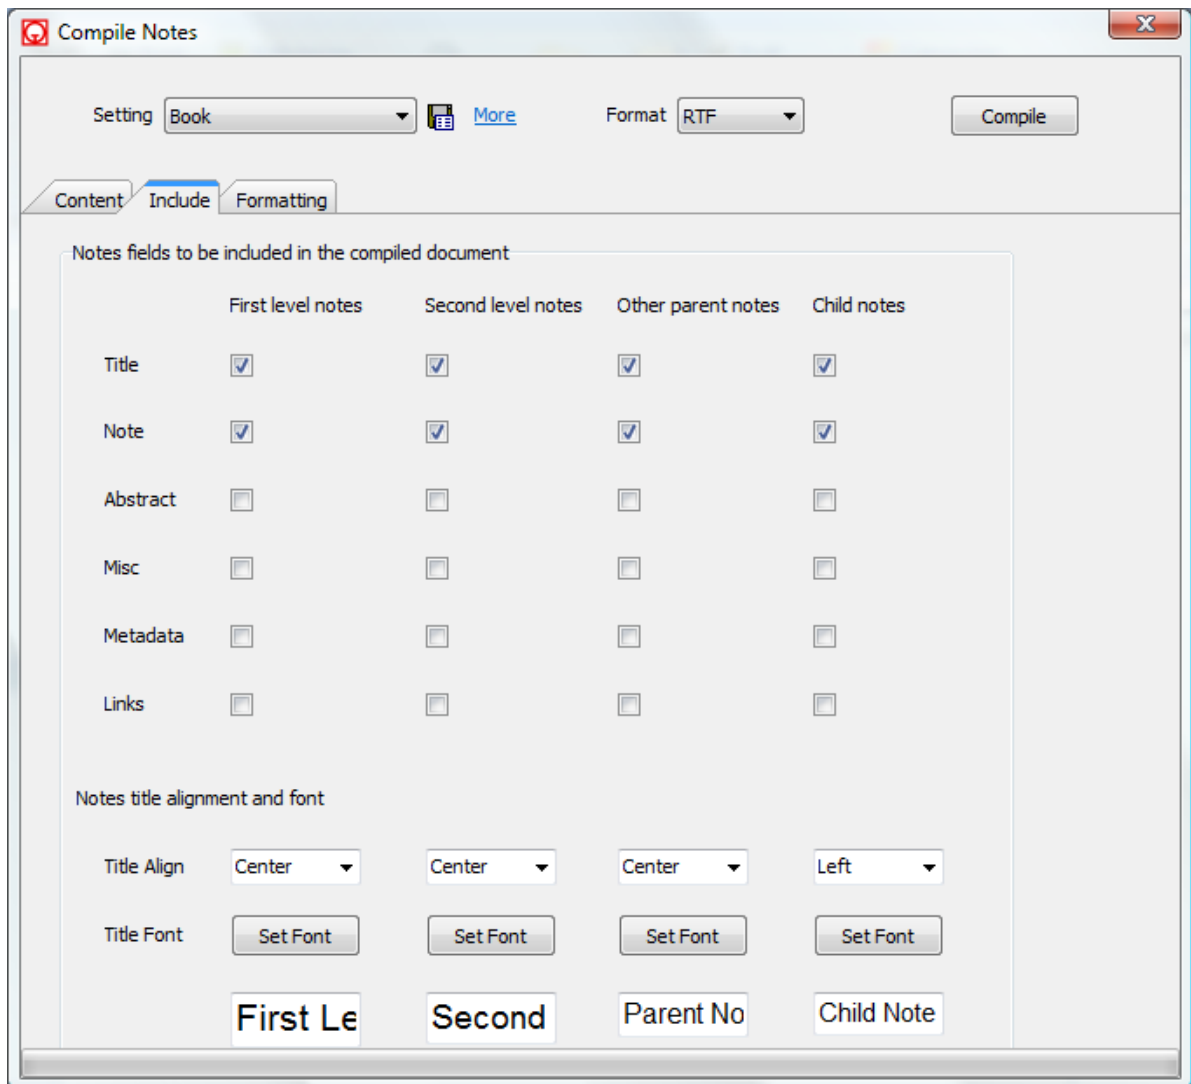 Compile Notes
Setting Book More Format RTF Compile
Content Include Formatting
Notes fields to be included in the compiled document
First level notes Second level notes Other parent notes Child notes
Title
Note
Abstract
Misc
Metadata
Links
Notes title alignment and font
Title Align Center Center Center Left
Title Font Set Font Set Font Set Font Set Font
First Le Second Parent No Child Note